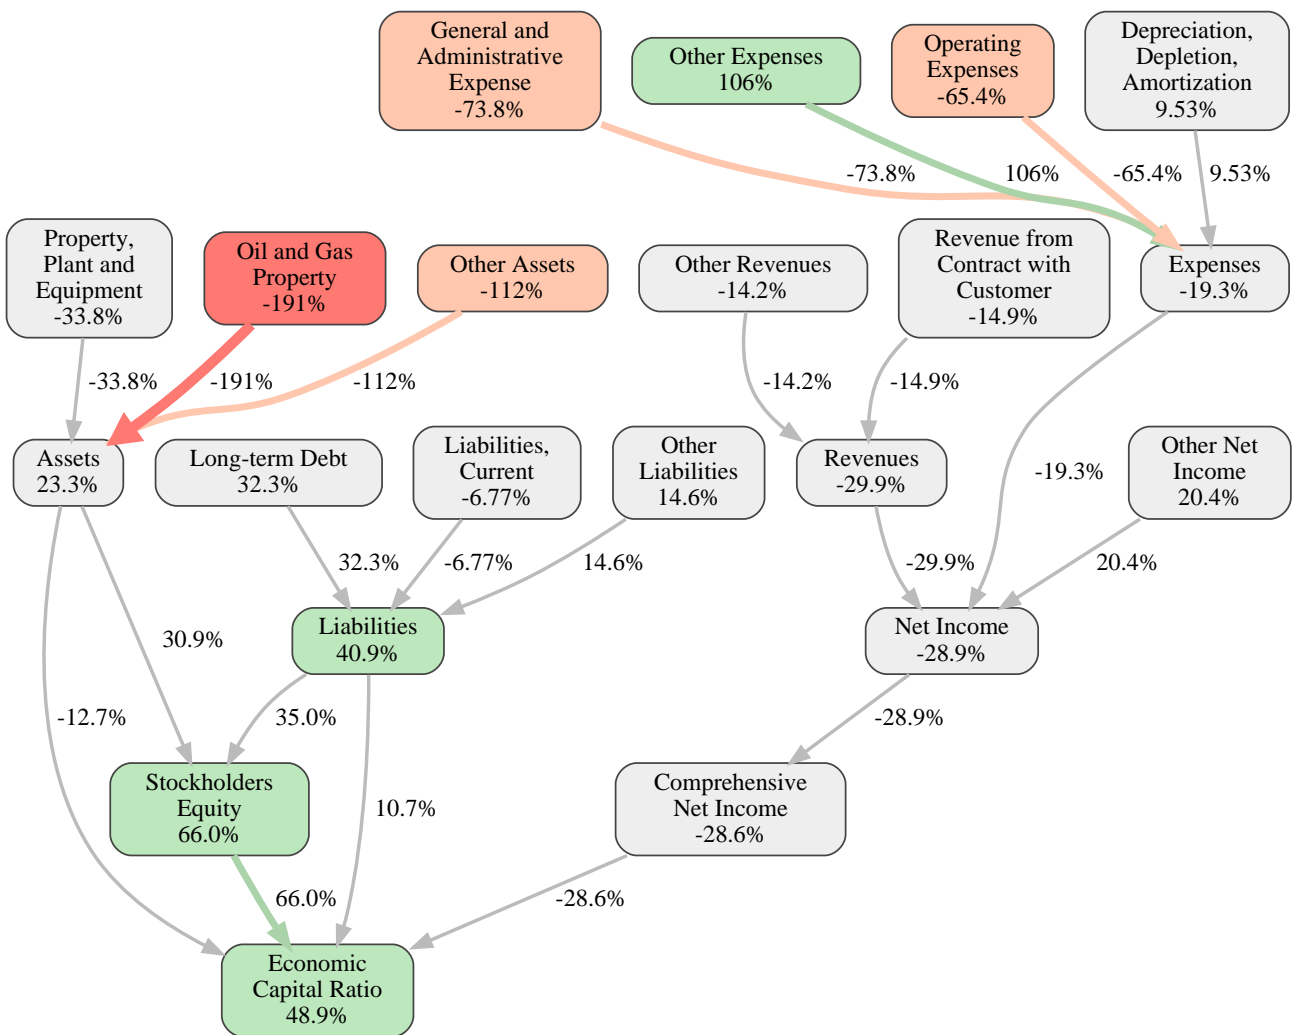 General and
Administrative
Expense
-73.8%
Other Expenses
106%
Operating
Expenses
-65.4%
Depreciation,
Depletion,
Amortization
9.53%
-73.8%
106%
-65.4%
9.53%
Property,
Plant and
Equipment
-33.8%
Oil and Gas
Property
-191%
Other Assets
-112%
Other Revenues
-14.2%
Revenue from
Contract with
Customer
-14.9%
Expenses
-19.3%
-33.8%
-191%
-112%
-14.2%
-14.9%
Assets
23.3%
Long-term Debt
32.3%
Liabilities,
Current
-6.77%
Other
Liabilities
14.6%
Revenues
-29.9%
-19.3%
Other Net
Income
20.4%
32.3%
-6.77%
14.6%
-29.9%
20.4%
30.9%
Liabilities
40.9%
Net Income
-28.9%
-12.7%
35.0%
-28.9%
Stockholders
Equity
66.0%
10.7%
Comprehensive
Net Income
-28.6%
66.0%
-28.6%
Economic
Capital Ratio
48.9%